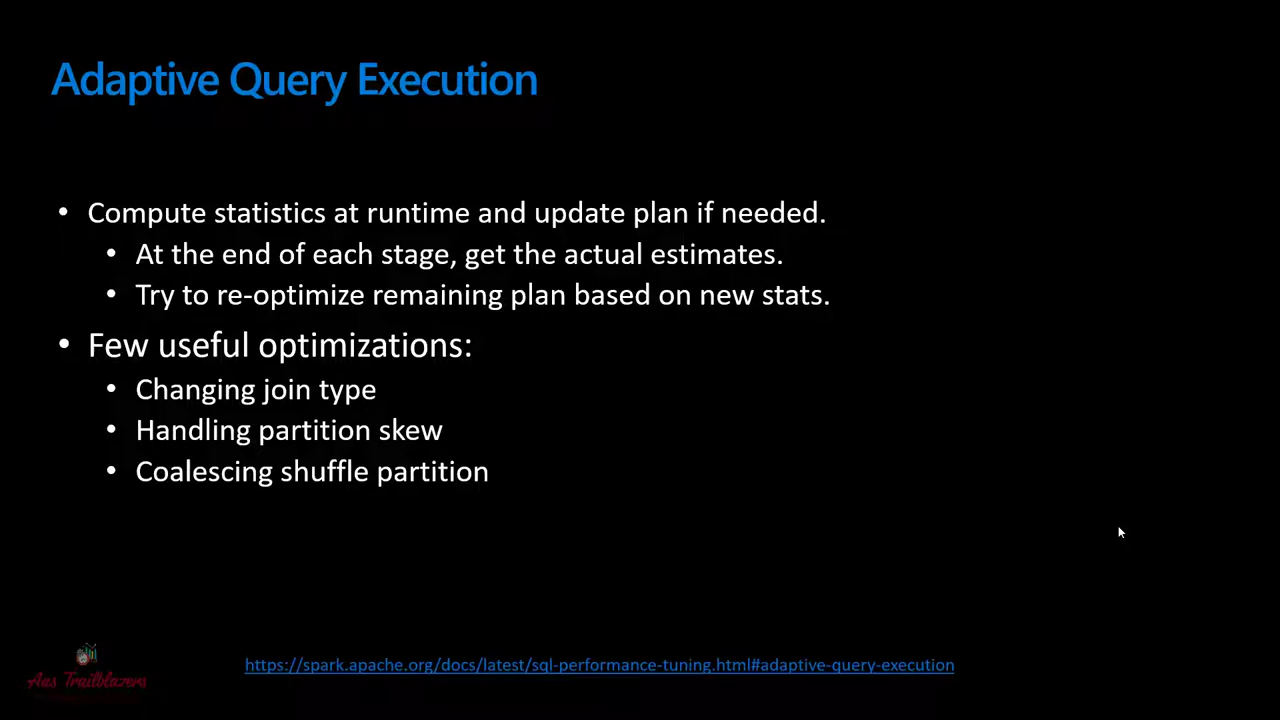 Adaptive Query Execution
• Compute statistics at runtime and update plan if needed.
• At the end of each stage, get the actual estimates.
• Try to re-optimize remaining plan based on new stats.
• Few useful optimizations:
• Changing join type
• Handling partition skew
• Coalescing shuffle partition
https://spark.apache.org/docs/latest/sql-performance-tuning.html#adaptive-query-execution
Aas Trailblazers